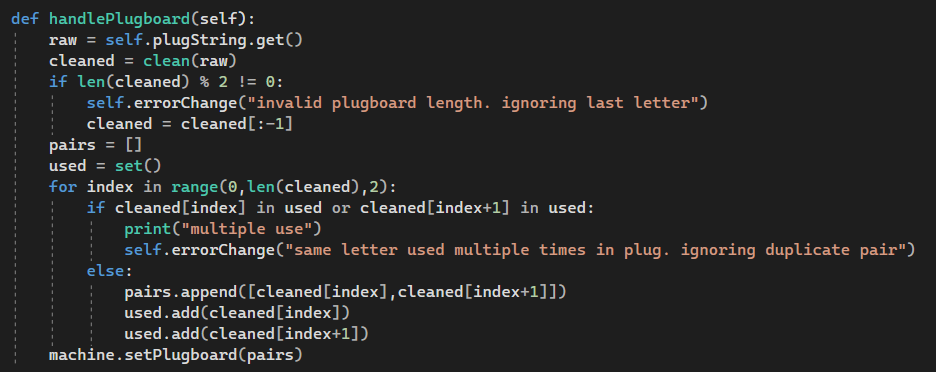 def handlePlugboard(self):
    raw = self.plugString.get()
    cleaned = clean(raw)
    if len(cleaned) % 2 != 0:
        self.errorChange("invalid plugboard length. ignoring last letter")
        cleaned = cleaned[:-1]
    pairs = []
    used = set()
    for index in range(0,len(cleaned),2):
        if cleaned[index] in used or cleaned[index+1] in used:
            print("multiple use")
            self.errorChange("same letter used multiple times in plug. ignoring duplicate pair")
        else:
            pairs.append([cleaned[index],cleaned[index+1]])
            used.add(cleaned[index])
            used.add(cleaned[index+1])
    machine.setPlugboard(pairs)